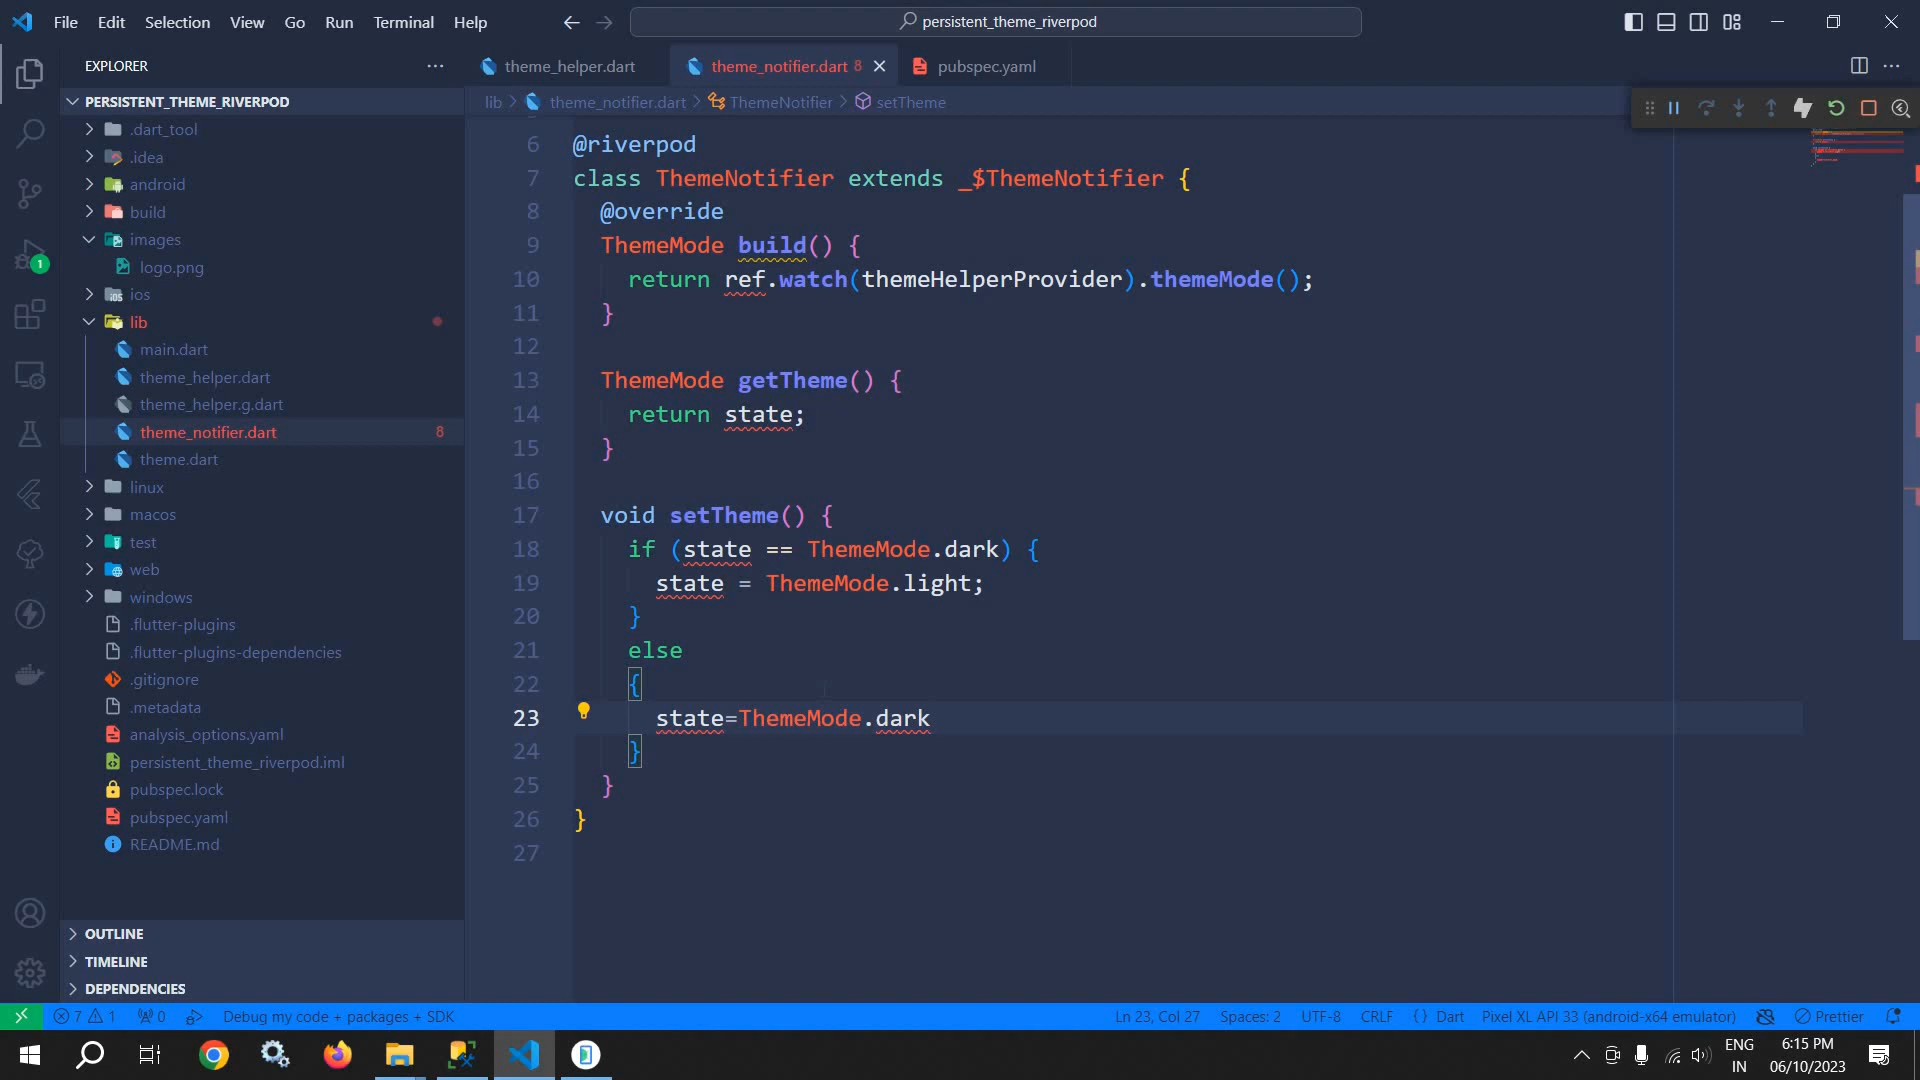 File Edit Selection View Go Run Terminal Help
persistent_theme_riverpod
EXPLORER
theme_helper.dart
theme_notifier.dart 8
pubspec.yaml
PERSISTENT_THEME_RIVERPOD
lib > theme_notifier.dart > ThemeNotifier > setTheme
.dart_tool
.idea
android
build
images
logo.png
ios
lib
main.dart
theme_helper.dart
theme_helper.g.dart
theme_notifier.dart 8
theme.dart
linux
macos
test
web
windows
.flutter-plugins
.flutter-plugins-dependencies
.gitignore
.metadata
analysis_options.yaml
persistent_theme_riverpod.iml
pubspec.lock
pubspec.yaml
README.md
OUTLINE
TIMELINE
DEPENDENCIES
1
6 @riverpod
7 class ThemeNotifier extends _$ThemeNotifier {
8 @override
9 ThemeMode build() {
10 return ref.watch(themeHelperProvider).themeMode();
11 }
12
13 ThemeMode getTheme() {
14 return state;
15 }
16
17 void setTheme() {
18 if (state == ThemeMode.dark) {
19 state = ThemeMode.light;
20 }
21 else
22 {
23 state=ThemeMode.dark
24 }
25 }
26 }
27
7 1 0 Debug my code + packages + SDK
Ln 23, Col 27 Spaces: 2 UTF-8 CRLF {} Dart Pixel XL API 33 (android-x64 emulator) Prettier
ENG
IN
6:15 PM
06/10/2023